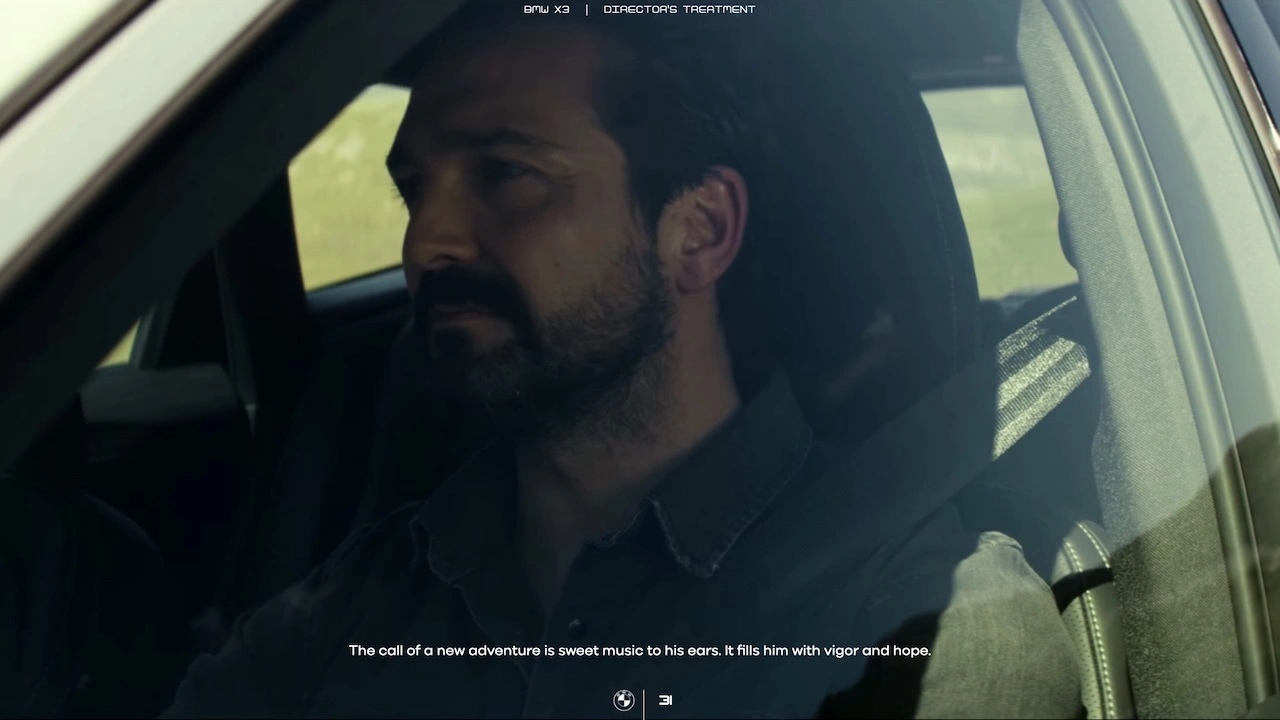 BMW X3 | DIRECTOR'S TREATMENT
The call of a new adventure is sweet music to his ears. It fills him with vigor and hope.
31